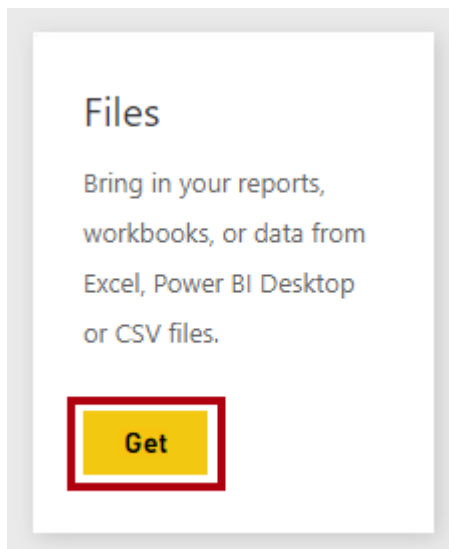 Files
Bring in your reports,
workbooks, or data from
Excel, Power BI Desktop
or CSV files.
Get